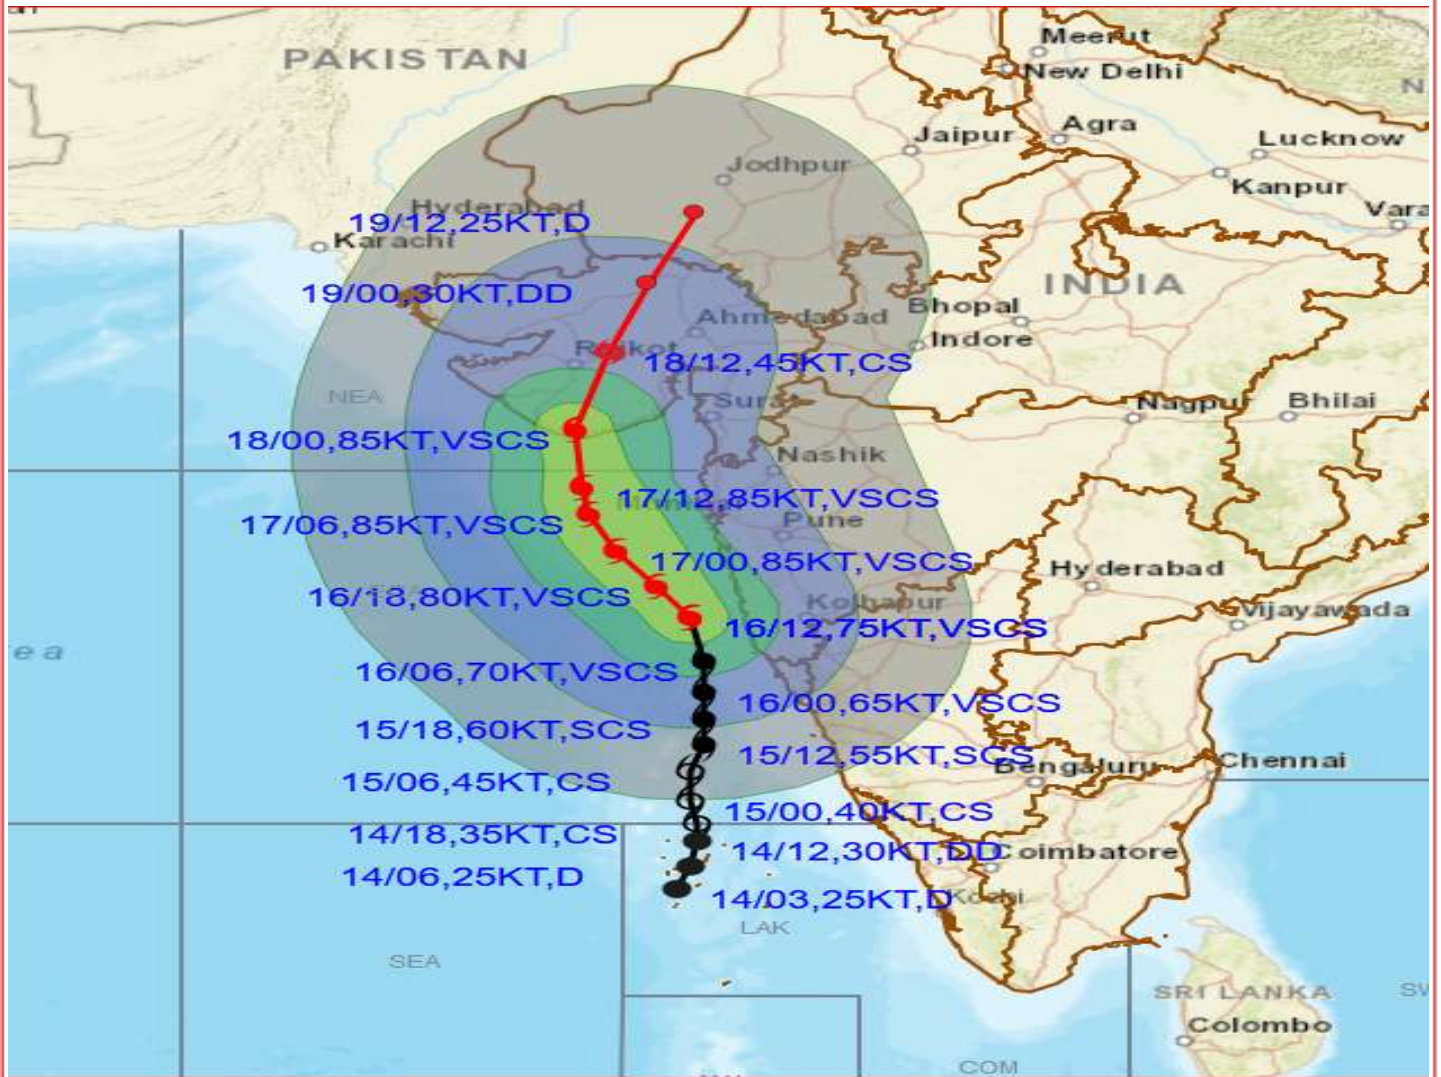 Meerut
PAKISTAN
New Delhi
N
Agra
Jaipur
Lucknow
Jodhpur
Kanpur
Hyderabad
Vara
19/12,25KT,D
Karachi
INDIA
19/00,30KT,DD
Bhopal
Ahmedabad
Indore
Rajkot
18/12,45KT,CS
NEA
Surat
Nagpur
Bhilai
18/00,85KT,VSCS
Nashik
17/12,85KT,VSCS
17/06,85KT,VSCS
Pune
17/00,85KT,VSCS
Hyderabad
16/18,80KT,VSCS
Kolhapur
Vijayawada
16/12,75KT,VSCS
ea
16/06,70KT,VSCS
16/00,65KT,VSCS
15/18,60KT,SCS
15/12,55KT,SCS
Chennai
Bengaluru
15/06,45KT,CS
15/00,40KT,CS
14/18,35KT,CS
14/12,30KT,DD
Coimbatore
14/06,25KT,D
14/03,25KT,D
Kozhi
LAK
SEA
SRI LANKA
SW
Colombo
COM